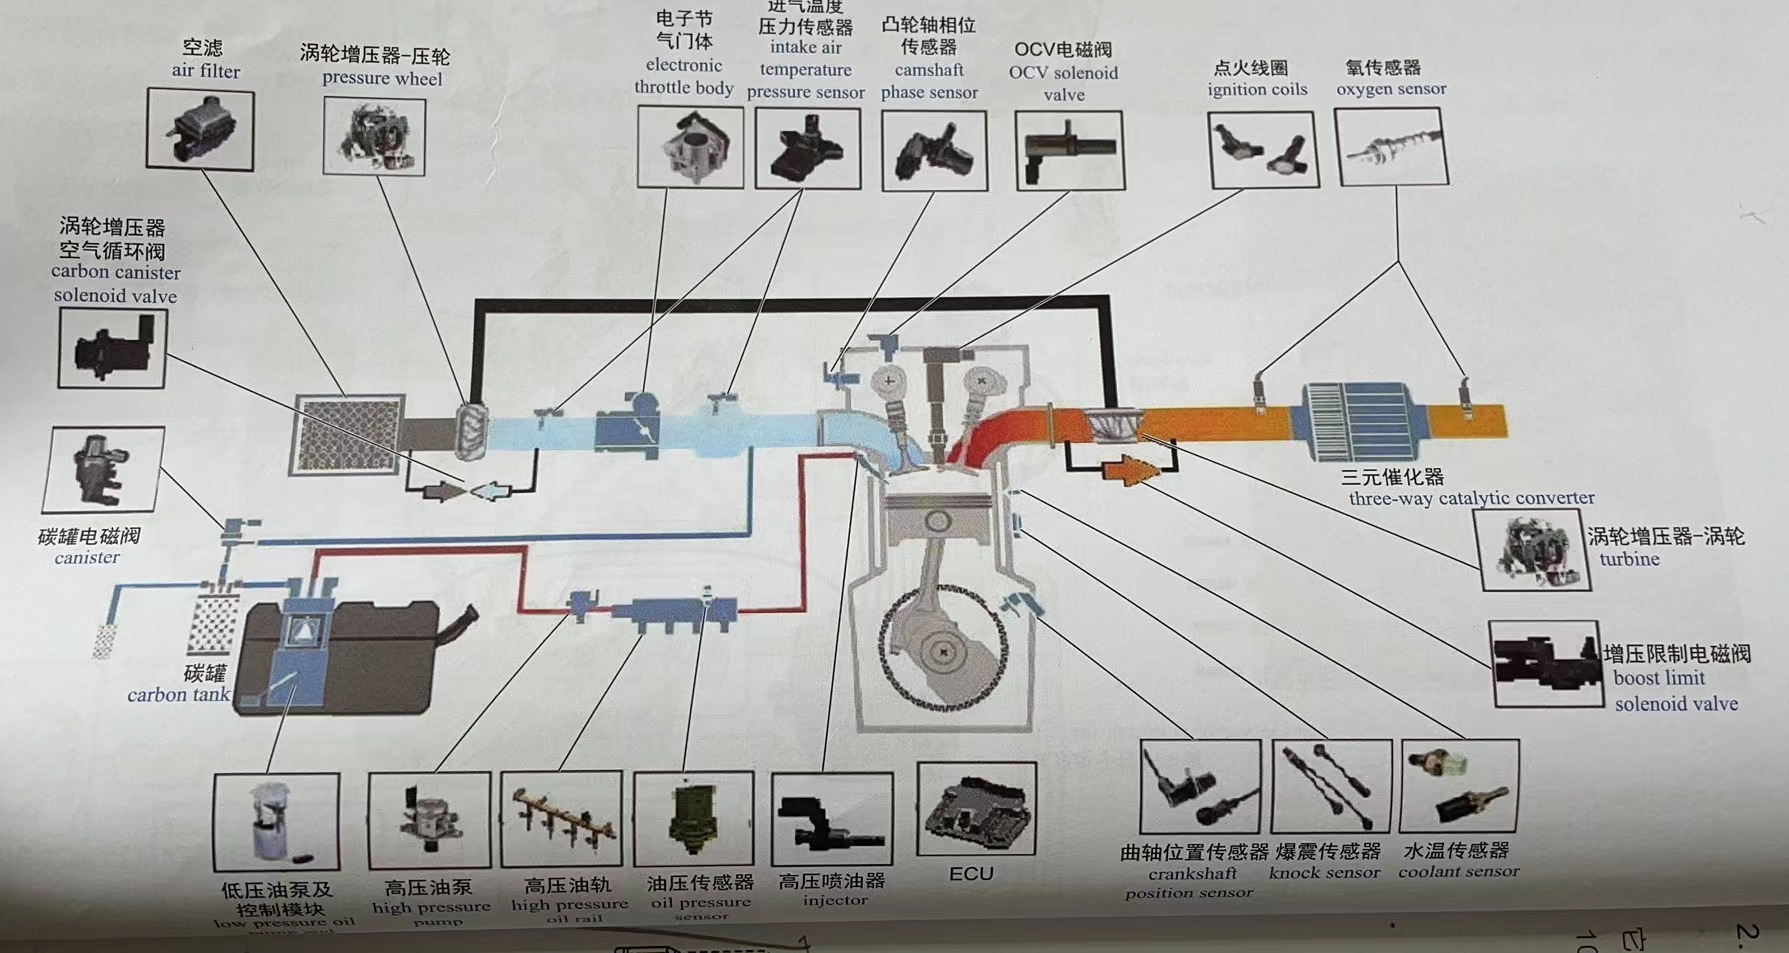 空滤
air filter
涡轮增压器-压轮
pressure wheel
电子节
气门体
electronic
throttle body
进气温度
压力传感器
intake air
temperature
pressure sensor
凸轮轴相位
传感器
camshaft
phase sensor
OCV电磁阀
OCV solenoid
valve
点火线圈
ignition coils
氧传感器
oxygen sensor
涡轮增压器
空气循环阀
carbon canister
solenoid valve
碳罐电磁阀
canister
碳罐
carbon tank
三元催化器
three-way catalytic converter
涡轮增压器-涡轮
turbine
增压限制电磁阀
boost limit
solenoid valve
低压油泵及
控制模块
low pressure oil
pump and
高压油泵
high pressure
pump
高压油轨
high pressure
oil rail
油压传感器
oil pressure
sensor
高压喷油器
injector
ECU
曲轴位置传感器
crankshaft
position sensor
爆震传感器
knock sensor
水温传感器
coolant sensor
2.
它
10